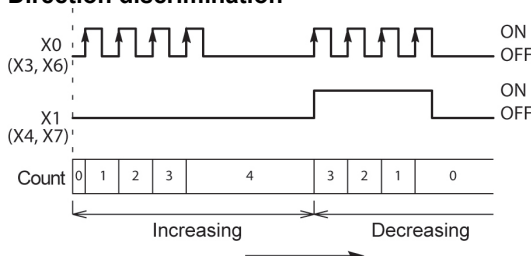 Direction discrimination
X0
(X3, X6)
ON
OFF
X1
(X4, X7)
ON
OFF
Count 0 1 2 3 4 3 2 1 0
Increasing Decreasing